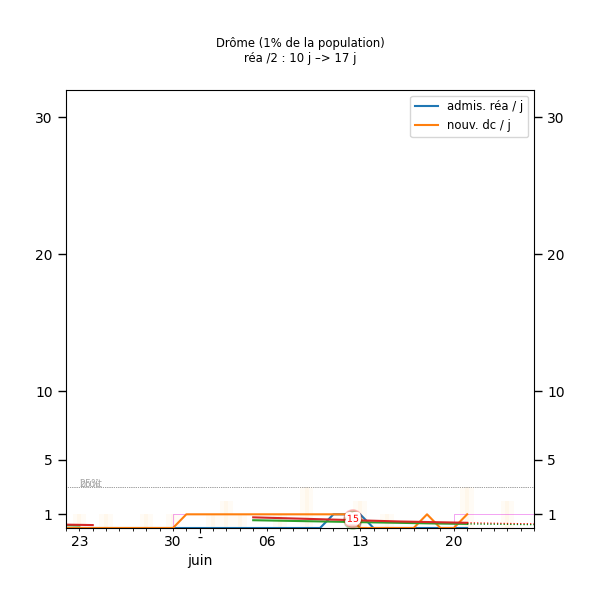 Drôme (1% de la population)
réa /2 : 10 j –> 17 j
admis. réa / j
nouv. dc / j
30 30
20 20
10 10
5 5
1 1
15
23 30 - 06 13 20
juin